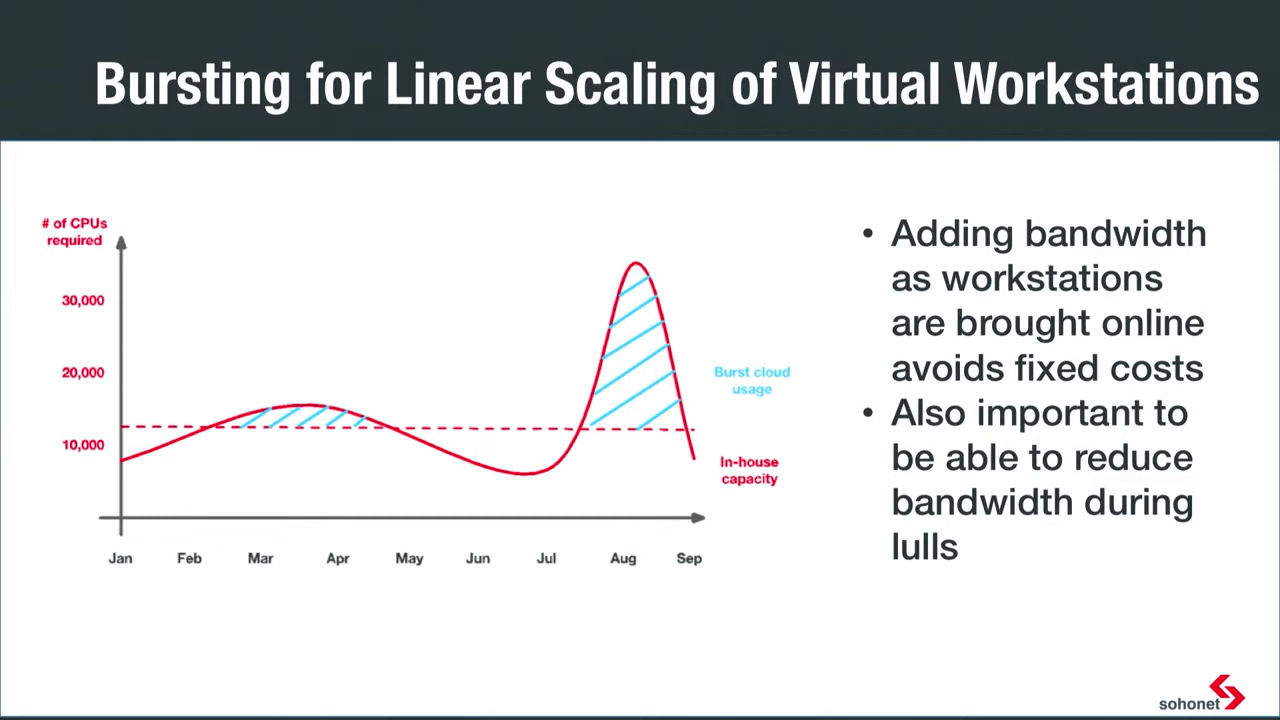 Bursting for Linear Scaling of Virtual Workstations
# of CPUs
required
30,000
20,000
10,000
Burst cloud
usage
In-house
capacity
Jan Feb Mar Apr May Jun Jul Aug Sep
• Adding bandwidth
as workstations
are brought online
avoids fixed costs
• Also important to
be able to reduce
bandwidth during
lulls
sohonet